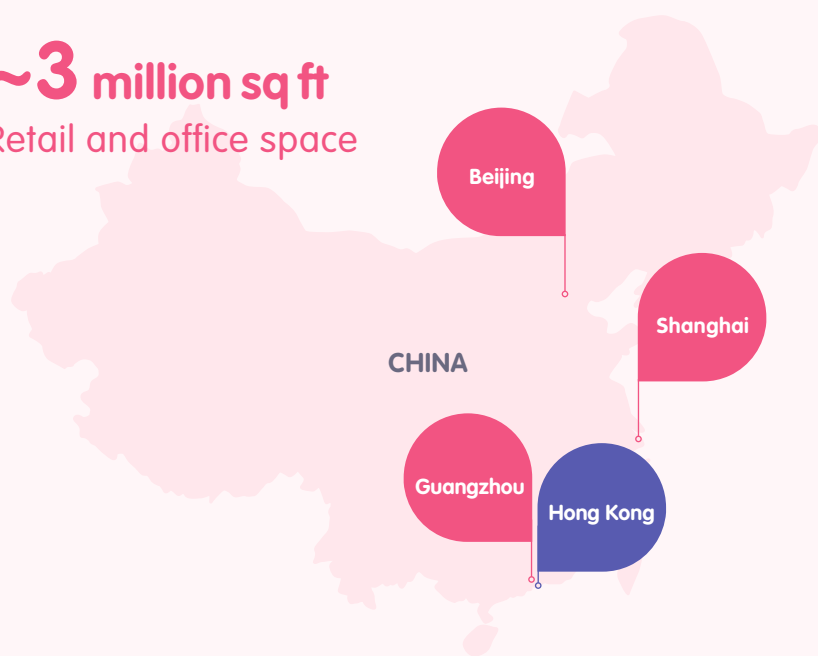 ~3 million sq ft
Retail and office space
Beijing
Shanghai
CHINA
Guangzhou
Hong Kong